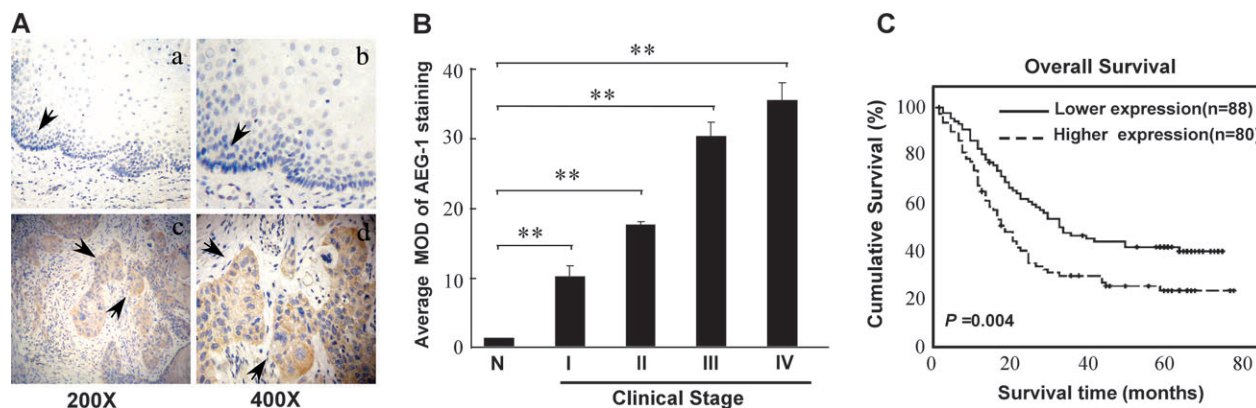 A
a
b
c
d
200X
400X
B
Average MOD of AEG-1 staining
40
30
20
10
0
**
**
**
**
N
I
II
III
IV
Clinical Stage
C
Overall Survival
Cumulative Survival (%)
100
80
60
40
20
Lower expression(n=88)
Higher expression(n=80)
P =0.004
0
20
40
60
80
Survival time (months)